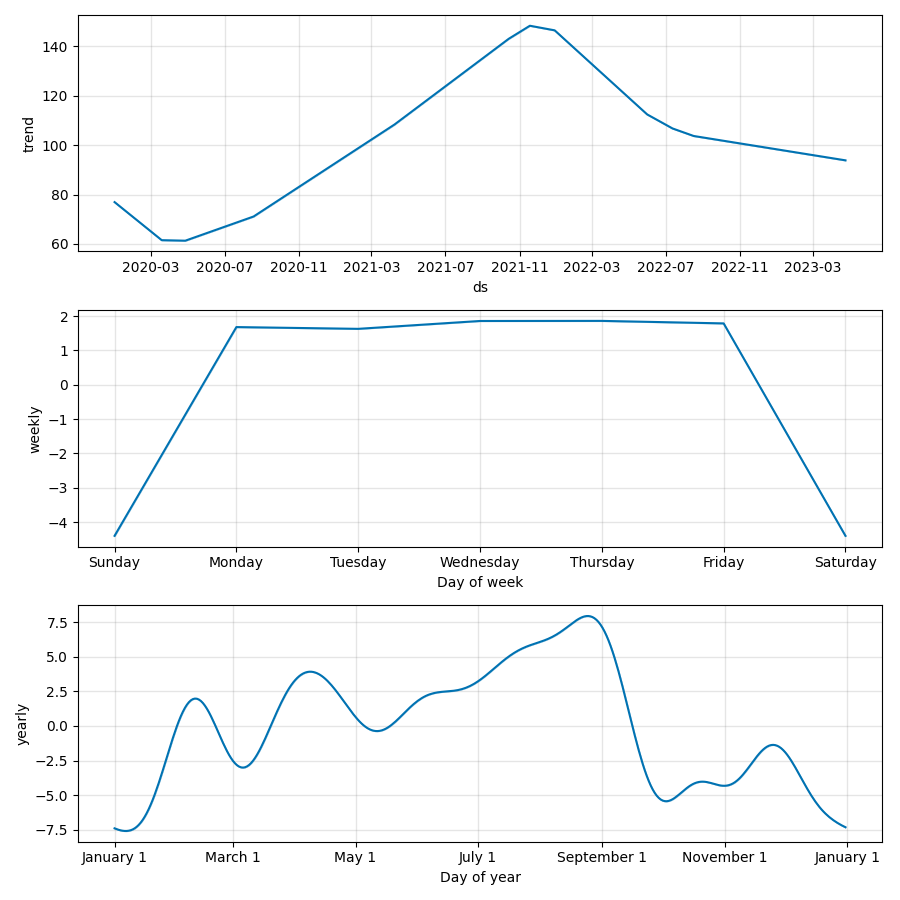 140
120
100
80
60
trend
2020-03 2020-07 2020-11 2021-03 2021-07 2021-11 2022-03 2022-07 2022-11 2023-03
ds
2
1
0
−1
−2
−3
−4
weekly
Sunday Monday Tuesday Wednesday Thursday Friday Saturday
Day of week
7.5
5.0
2.5
0.0
−2.5
−5.0
−7.5
yearly
January 1 March 1 May 1 July 1 September 1 November 1 January 1
Day of year